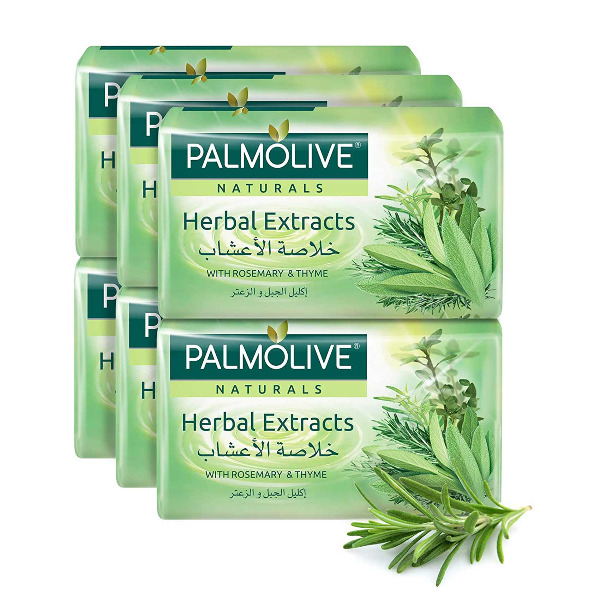 H
H
PALMOLIVE®
NATURALS
Herbal Extracts
خلاصة الأعشاب
WITH ROSEMARY & THYME
إكليل الجبل و الزعتر
H
H
PALMOLIVE®
NATURALS
Herbal Extracts
خلاصة الأعشاب
WITH ROSEMARY & THYME
إكليل الجبل و الزعتر